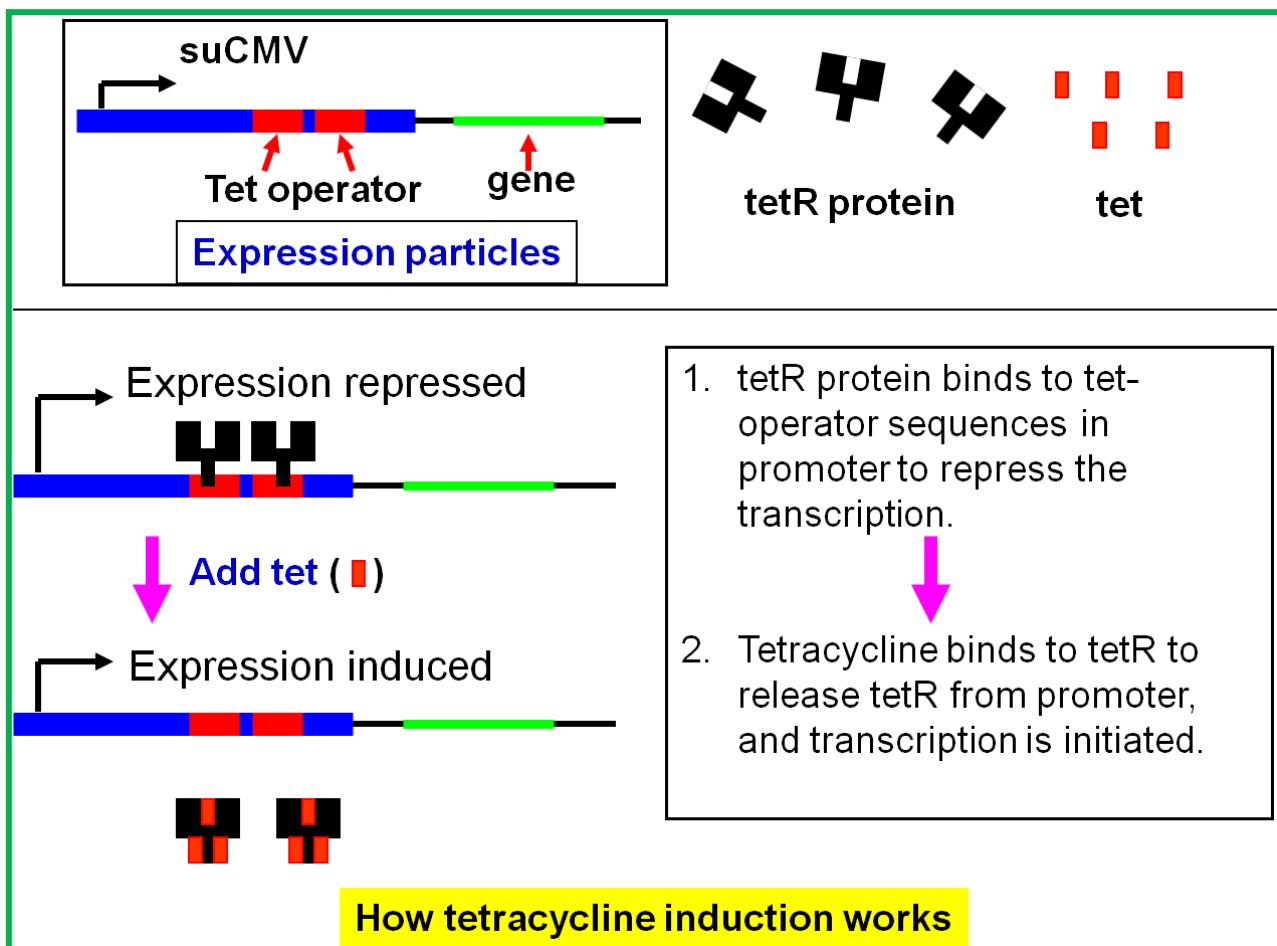 suCMV
Tet operator
gene
Expression particles
tetR protein
tet
Expression repressed
Add tet ( )
Expression induced
1. tetR protein binds to tet-
operator sequences in
promoter to repress the
transcription.
2. Tetracycline binds to tetR to
release tetR from promoter,
and transcription is initiated.
How tetracycline induction works